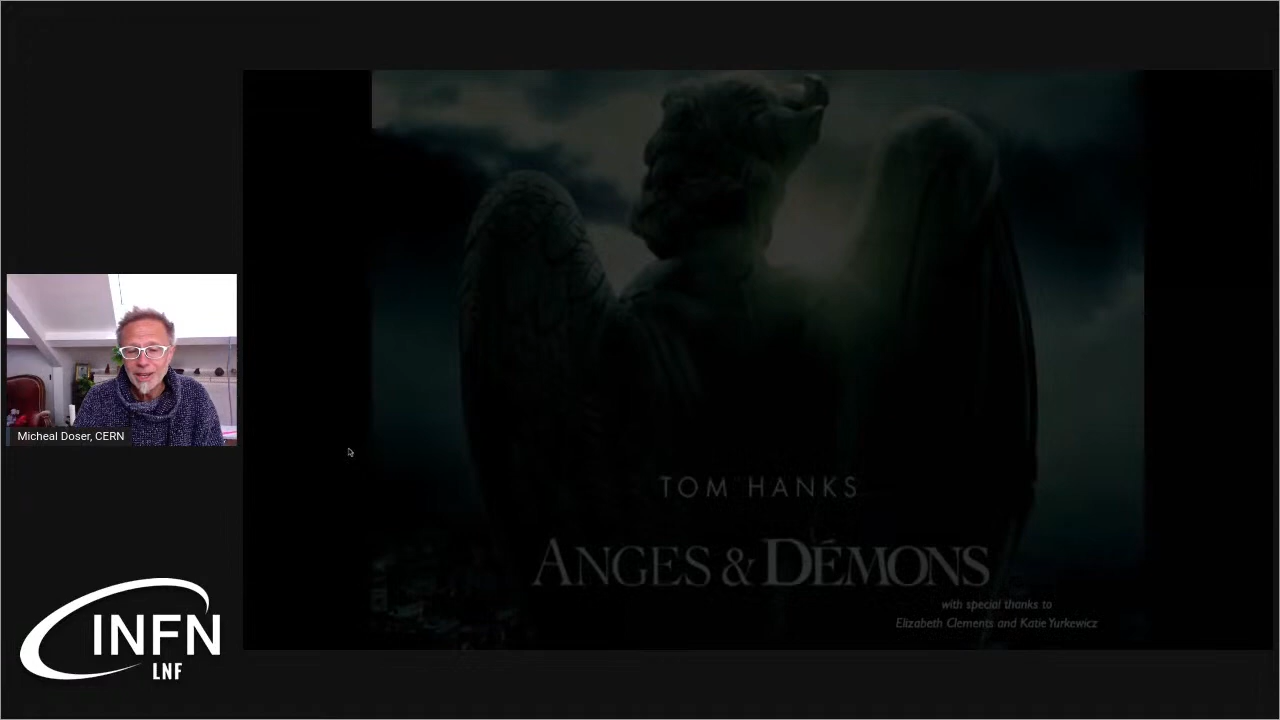 TOM HANKS
ANGES & DÉMONS
with special thanks to
Elizabeth Clements and Katie Yurkewicz
Micheal Doser, CERN
INFN
LNF